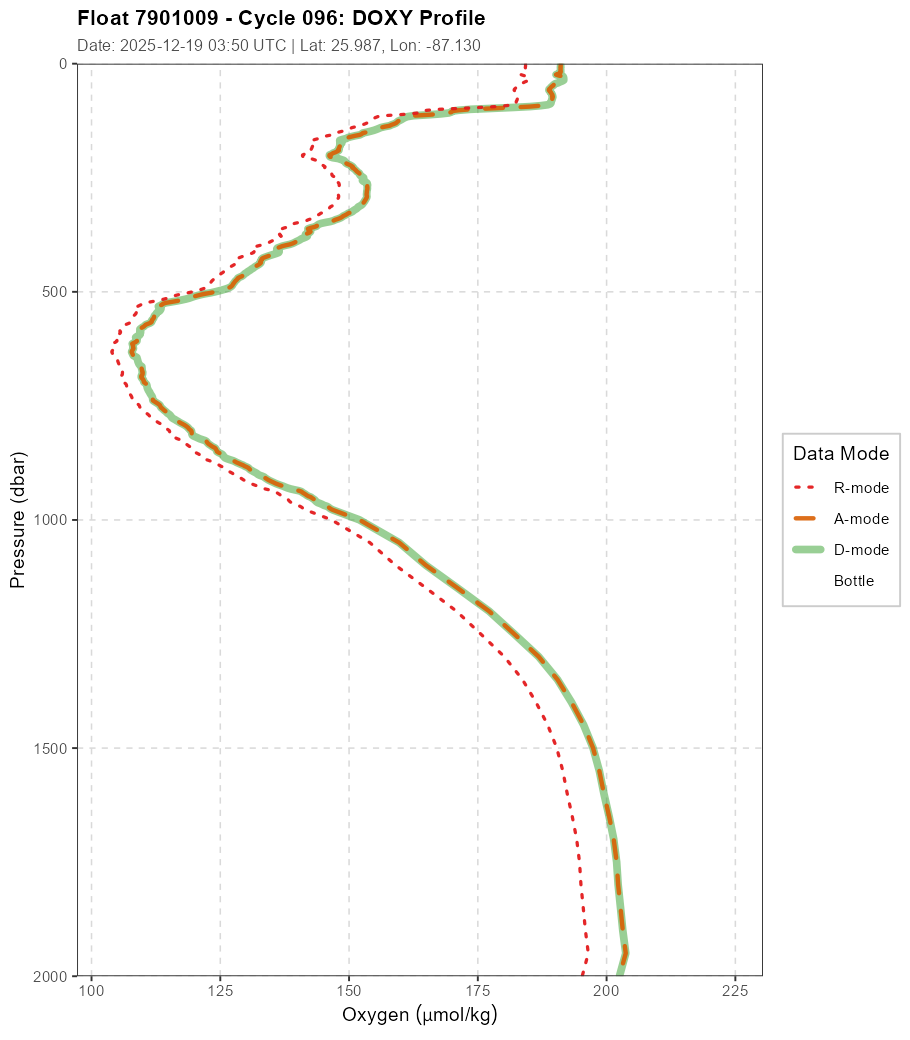 Float 7901009 - Cycle 096: DOXY Profile
Date: 2025-12-19 03:50 UTC | Lat: 25.987, Lon: -87.130
0
500
1000
1500
2000
Pressure (dbar)
100 125 150 175 200 225
Oxygen (µmol/kg)
Data Mode
R-mode
A-mode
D-mode
Bottle